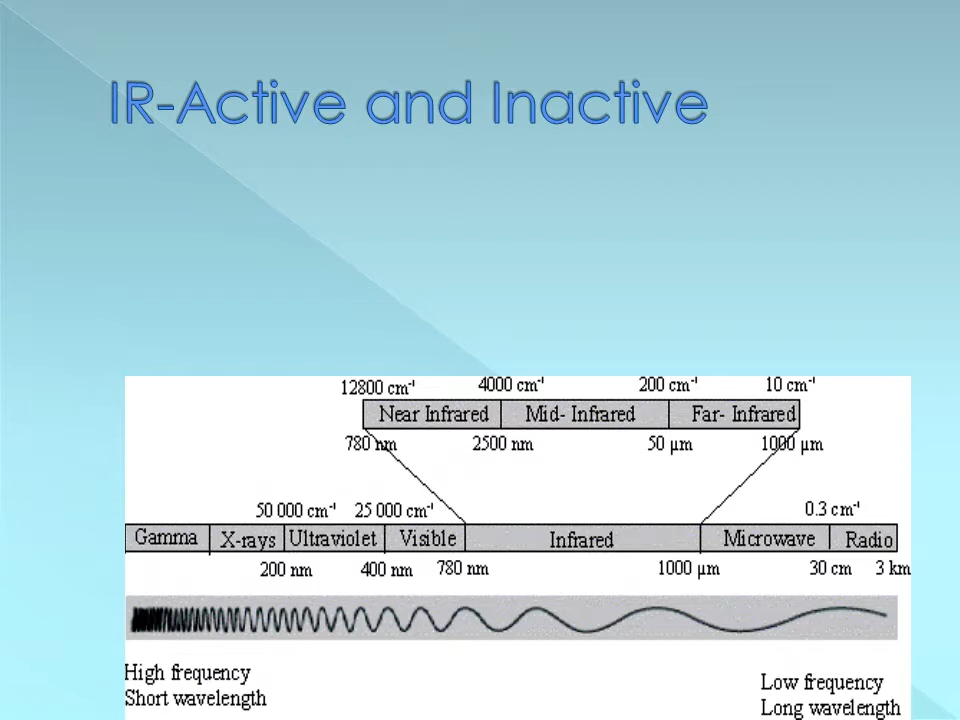 IR-Active and Inactive
12800 cm⁻¹ 4000 cm⁻¹ 200 cm⁻¹ 10 cm⁻¹
Near Infrared Mid- Infrared Far- Infrared
780 nm 2500 nm 50 µm 1000 µm
50 000 cm⁻¹ 25 000 cm⁻¹ 0.3 cm⁻¹
Gamma X-rays Ultraviolet Visible Infrared Microwave Radio
200 nm 400 nm 780 nm 1000 µm 30 cm 3 km
High frequency
Short wavelength
Low frequency
Long wavelength